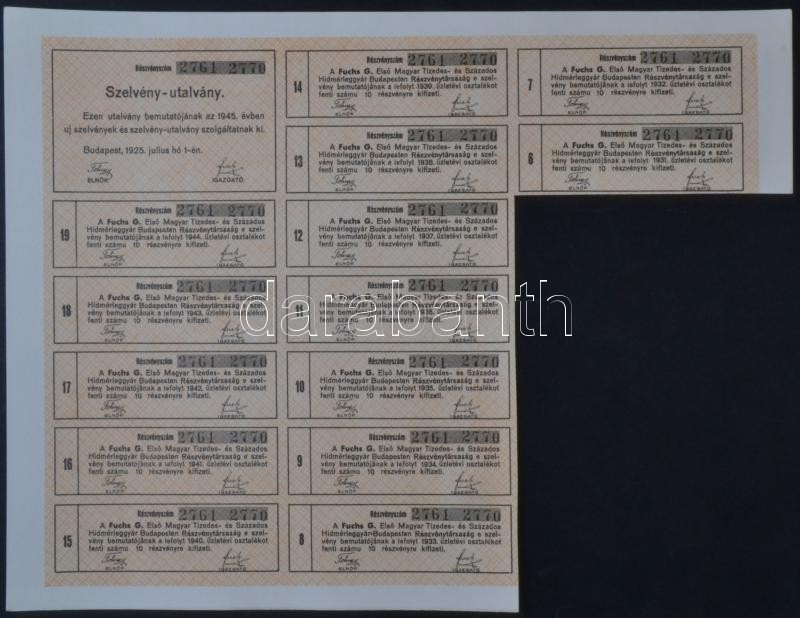 Részvényszám 2761 2770
Szelvény-utalvány.
Ezen utalvány bemutatójának az 1945. évben
uj szelvények és szelvény-utalvány szolgáltatnak ki.
Budapest, 1925. julius hó 1-én.
ELNÖK IGAZGATÓ
19
Részvényszám 2761 2770
A Fuchs G. Első Magyar Tizedes- és Százados
Hidmérleggyár Budapesten Részvénytársaság e szel-
vény bemutatójának a lefolyt 1944. üzletévi osztalékot
fenti számu 10 részvényre kifizeti.
ELNÖK IGAZGATÓ
18
Részvényszám 2761 2770
A Fuchs G. Első Magyar Tizedes- és Százados
Hidmérleggyár Budapesten Részvénytársaság e szel-
vény bemutatójának a lefolyt 1943. üzletévi osztalékot
fenti számu 10 részvényre kifizeti.
ELNÖK IGAZGATÓ
17
Részvényszám 2761 2770
A Fuchs G. Első Magyar Tizedes- és Százados
Hidmérleggyár Budapesten Részvénytársaság e szel-
vény bemutatójának a lefolyt 1942. üzletévi osztalékot
fenti számu 10 részvényre kifizeti.
ELNÖK IGAZGATÓ
16
Részvényszám 2761 2770
A Fuchs G. Első Magyar Tizedes- és Százados
Hidmérleggyár Budapesten Részvénytársaság e szel-
vény bemutatójának a lefolyt 1941. üzletévi osztalékot
fenti számu 10 részvényre kifizeti.
ELNÖK IGAZGATÓ
15
Részvényszám 2761 2770
A Fuchs G. Első Magyar Tizedes- és Százados
Hidmérleggyár Budapesten Részvénytársaság e szel-
vény bemutatójának a lefolyt 1940. üzletévi osztalékot
fenti számu 10 részvényre kifizeti.
ELNÖK IGAZGATÓ
14
Részvényszám 2761 2770
A Fuchs G. Első Magyar Tizedes- és Százados
Hidmérleggyár Budapesten Részvénytársaság e szel-
vény bemutatójának a lefolyt 1939. üzletévi osztalékot
fenti számu 10 részvényre kifizeti.
ELNÖK IGAZGATÓ
13
Részvényszám 2761 2770
A Fuchs G. Első Magyar Tizedes- és Százados
Hidmérleggyár Budapesten Részvénytársaság e szel-
vény bemutatójának a lefolyt 1938. üzletévi osztalékot
fenti számu 10 részvényre kifizeti.
ELNÖK IGAZGATÓ
12
Részvényszám 2761 2770
A Fuchs G. Első Magyar Tizedes- és Százados
Hidmérleggyár Budapesten Részvénytársaság e szel-
vény bemutatójának a lefolyt 1937. üzletévi osztalékot
fenti számu 10 részvényre kifizeti.
ELNÖK IGAZGATÓ
11
Részvényszám 2761 2770
A Fuchs G. Első Magyar Tizedes- és Százados
Hidmérleggyár Budapesten Részvénytársaság e szel-
vény bemutatójának a lefolyt 1936. üzletévi osztalékot
fenti számu 10 részvényre kifizeti.
ELNÖK IGAZGATÓ
10
Részvényszám 2761 2770
A Fuchs G. Első Magyar Tizedes- és Százados
Hidmérleggyár Budapesten Részvénytársaság e szel-
vény bemutatójának a lefolyt 1935. üzletévi osztalékot
fenti számu 10 részvényre kifizeti.
ELNÖK IGAZGATÓ
9
Részvényszám 2761 2770
A Fuchs G. Első Magyar Tizedes- és Százados
Hidmérleggyár Budapesten Részvénytársaság e szel-
vény bemutatójának a lefolyt 1934. üzletévi osztalékot
fenti számu 10 részvényre kifizeti.
ELNÖK IGAZGATÓ
8
Részvényszám 2761 2770
A Fuchs G. Első Magyar Tizedes- és Százados
Hidmérleggyár Budapesten Részvénytársaság e szel-
vény bemutatójának a lefolyt 1933. üzletévi osztalékot
fenti számu 10 részvényre kifizeti.
ELNÖK IGAZGATÓ
7
Részvényszám 2761 2770
A Fuchs G. Első Magyar Tizedes- és Százados
Hidmérleggyár Budapesten Részvénytársaság e szel-
vény bemutatójának a lefolyt 1932. üzletévi osztalékot
fenti számu 10 részvényre kifizeti.
ELNÖK IGAZGATÓ
6
Részvényszám 2761 2770
A Fuchs G. Első Magyar Tizedes- és Százados
Hidmérleggyár Budapesten Részvénytársaság e szel-
vény bemutatójának a lefolyt 1931. üzletévi osztalékot
fenti számu 10 részvényre kifizeti.
ELNÖK IGAZGATÓ
darabanth